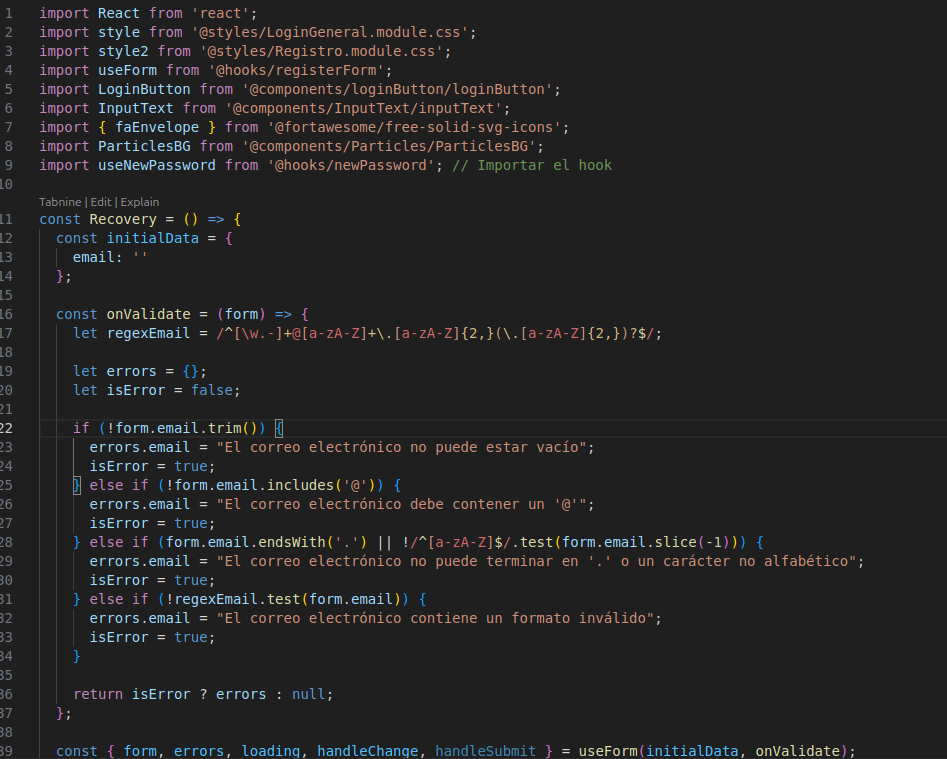 1 import React from 'react';
2 import style from '@styles/LoginGeneral.module.css';
3 import style2 from '@styles/Registro.module.css';
4 import useForm from '@hooks/registerForm';
5 import LoginButton from '@components/loginButton/loginButton';
6 import InputText from '@components/InputText/inputText';
7 import { faEnvelope } from '@fortawesome/free-solid-svg-icons';
8 import ParticlesBG from '@components/Particles/ParticlesBG';
9 import useNewPassword from '@hooks/newPassword'; // Importar el hook
10
Tabnine | Edit | Explain
11 const Recovery = () => {
12 const initialData = {
13 email: ''
14 };
15
16 const onValidate = (form) => {
17 let regexEmail = /^[\w.-]+@[a-zA-Z]+\.[a-zA-Z]{2,}(\.[a-zA-Z]{2,})?$/;
18
19 let errors = {};
20 let isError = false;
21
22 if (!form.email.trim()) {
23 errors.email = "El correo electrónico no puede estar vacío";
24 isError = true;
25 } else if (!form.email.includes('@')) {
26 errors.email = "El correo electrónico debe contener un '@'";
27 isError = true;
28 } else if (form.email.endsWith('.') || !/^[a-zA-Z]$/.test(form.email.slice(-1))) {
29 errors.email = "El correo electrónico no puede terminar en '.' o un carácter no alfabético";
30 isError = true;
31 } else if (!regexEmail.test(form.email)) {
32 errors.email = "El correo electrónico contiene un formato inválido";
33 isError = true;
34 }
35
36 return isError ? errors : null;
37 };
38
39 const { form, errors, loading, handleChange, handleSubmit } = useForm(initialData, onValidate);